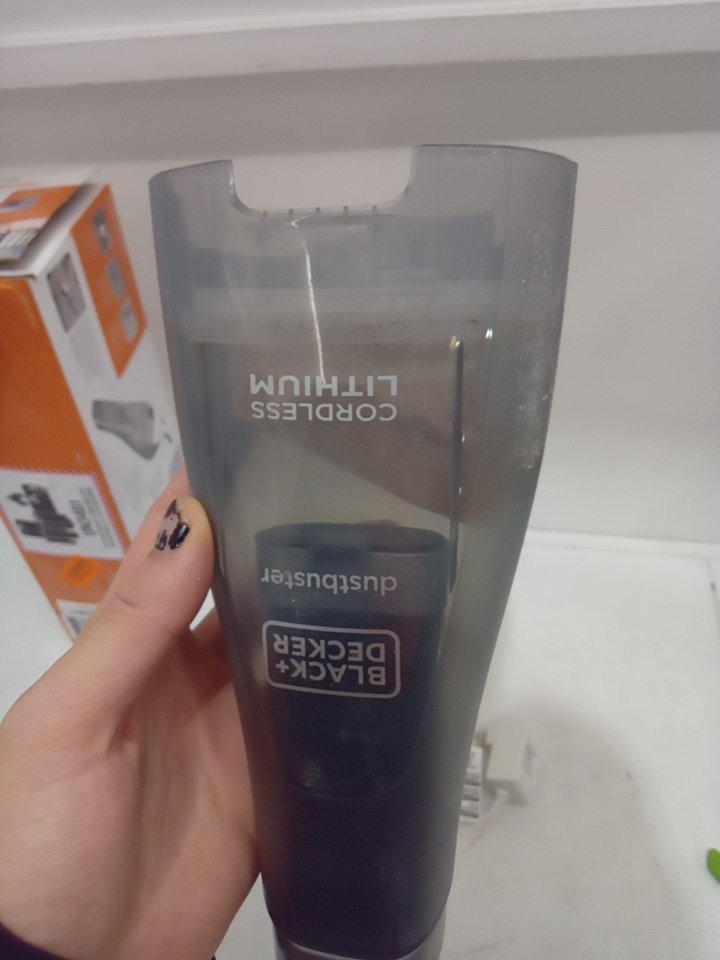 BLACK+
DECKER
dustbuster
CORDLESS
LITHIUM